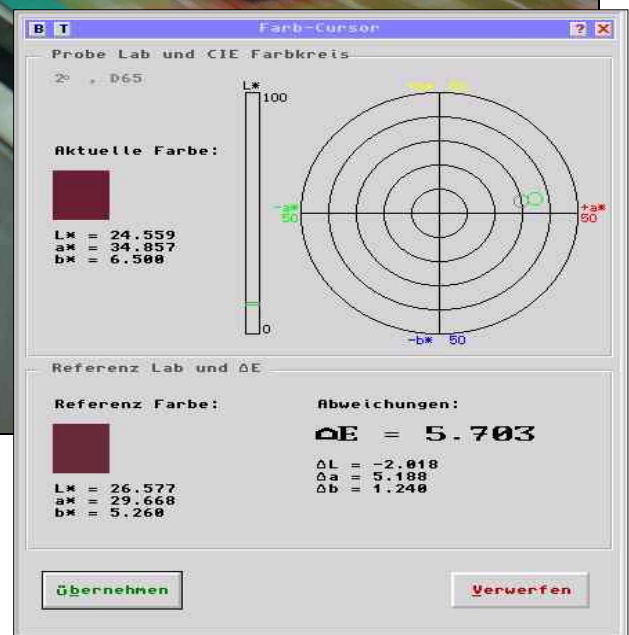 B T Farb-Cursor ? X
Probe Lab und CIE Farbkreis
2° , D65
L*
100
Aktuelle Farbe:
-a*
50
+a*
50
L* = 24.559
a* = 34.857
b* = 6.500
0
-b* 50
Referenz Lab und ΔE
Referenz Farbe:
Abweichungen:
ΔE = 5.703
L* = 26.577
a* = 29.668
b* = 5.260
ΔL = -2.018
Δa = 5.188
Δb = 1.240
übernehmen
Verwerfen